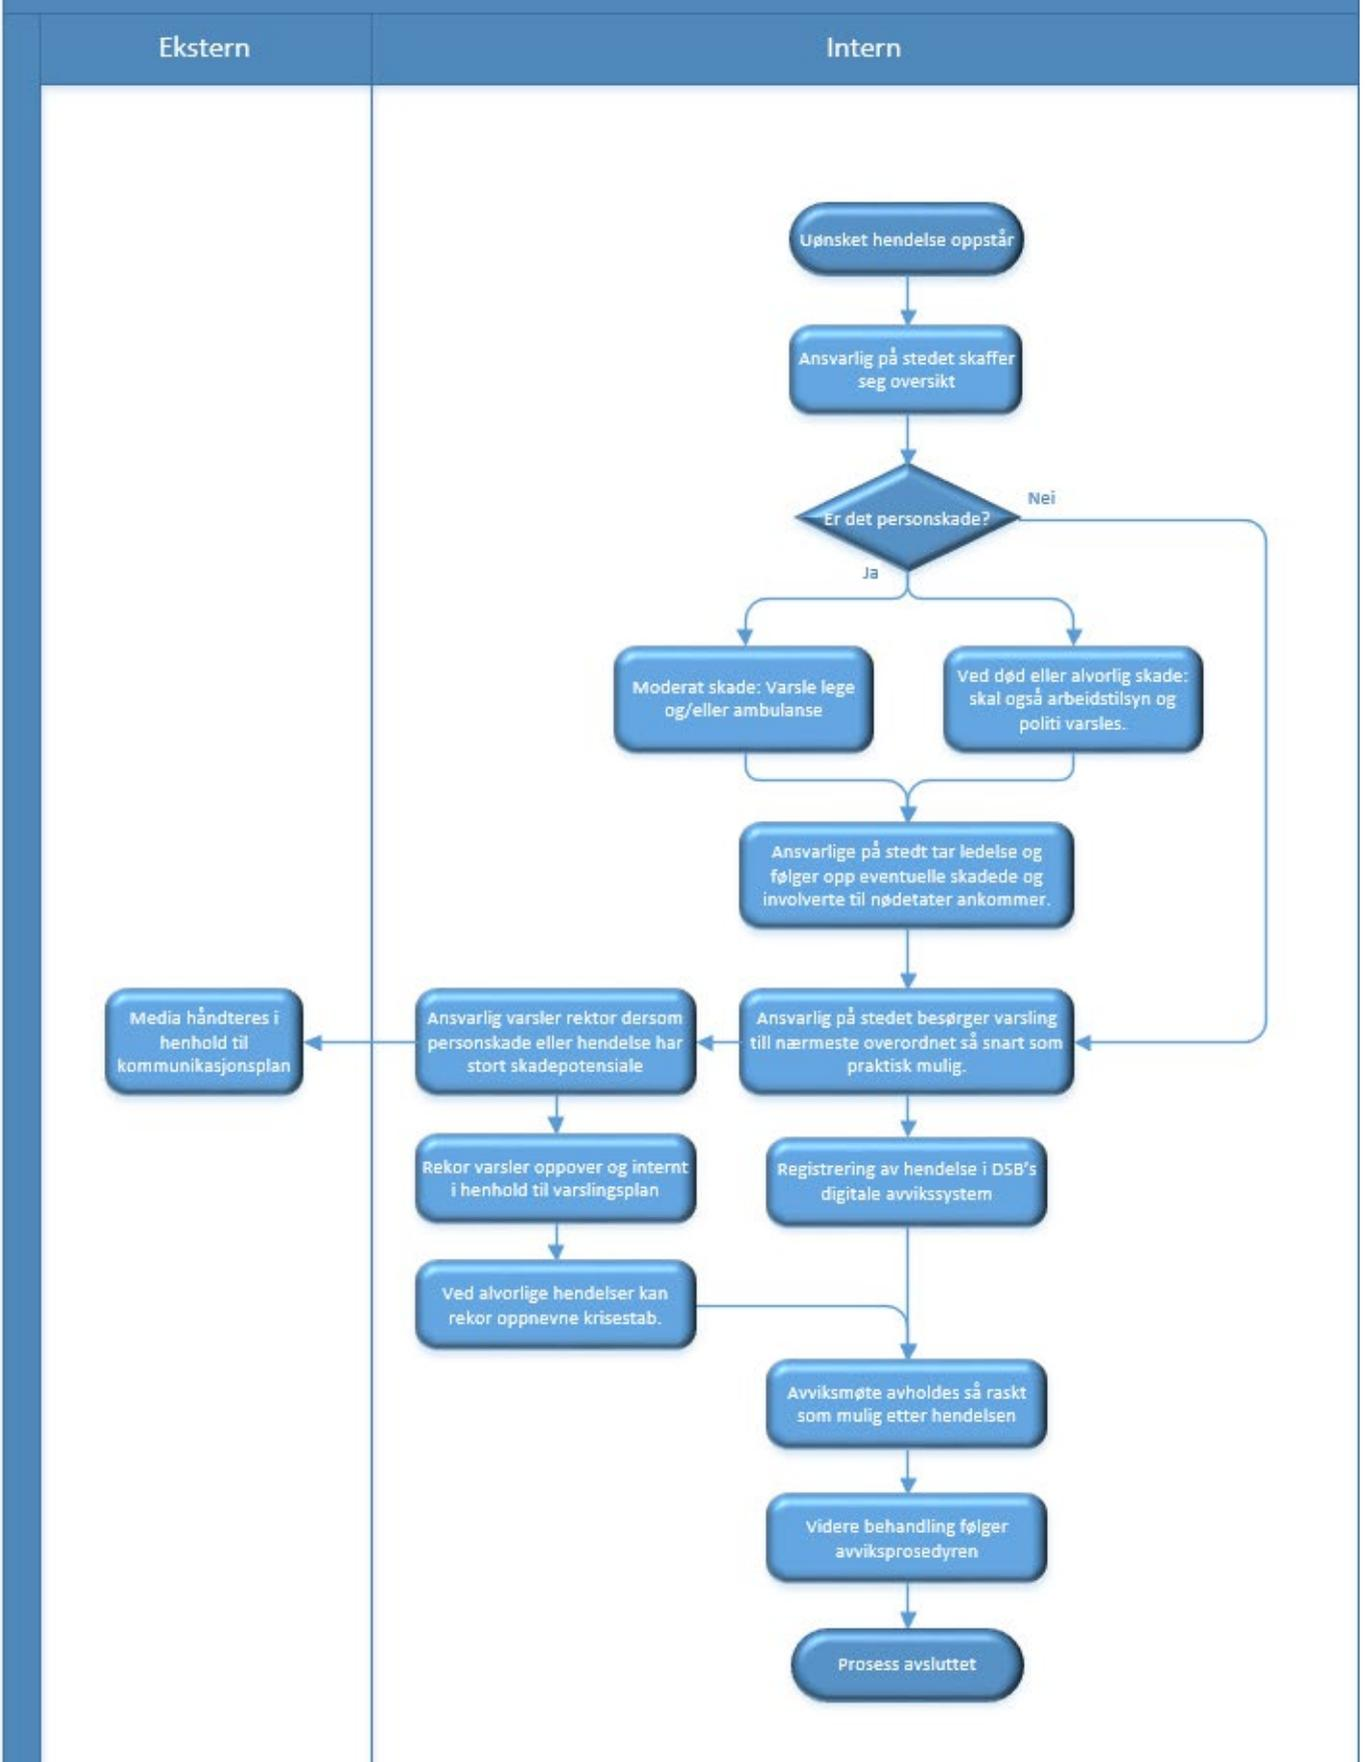 Ekstern
Intern
Uønsket hendelse oppstår
Ansvarlig på stedet skaffer
seg oversikt
Er det personskade?
Nei
Ja
Moderat skade: Varsle lege
og/eller ambulanse
Ved død eller alvorlig skade:
skal også arbeidstilsyn og
politi varsles.
Ansvarlige på stedt tar ledelse og
følger opp eventuelle skadede og
involverte til nødetater ankommer.
Ansvarlig på stedet besørger varsling
till nærmeste overordnet så snart som
praktisk mulig.
Ansvarlig varsler rektor dersom
personskade eller hendelse har
stort skadepotensiale
Media håndteres i
henhold til
kommunikasjonsplan
Rekor varsler oppover og internt
i henhold til varslingsplan
Registrering av hendelse i DSB's
digitale avvikssystem
Ved alvorlige hendelser kan
rekor oppnevne krisestab.
Avviksmøte avholdes så raskt
som mulig etter hendelsen
Videre behandling følger
avviksprosedyren
Prosess avsluttet